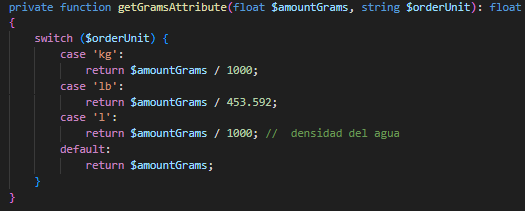 private function getGramsAttribute(float $amountGrams, string $orderUnit): float
{
    switch ($orderUnit) {
        case 'kg':
            return $amountGrams / 1000;
        case 'lb':
            return $amountGrams / 453.592;
        case 'l':
            return $amountGrams / 1000; //  densidad del agua
        default:
            return $amountGrams;
    }
}